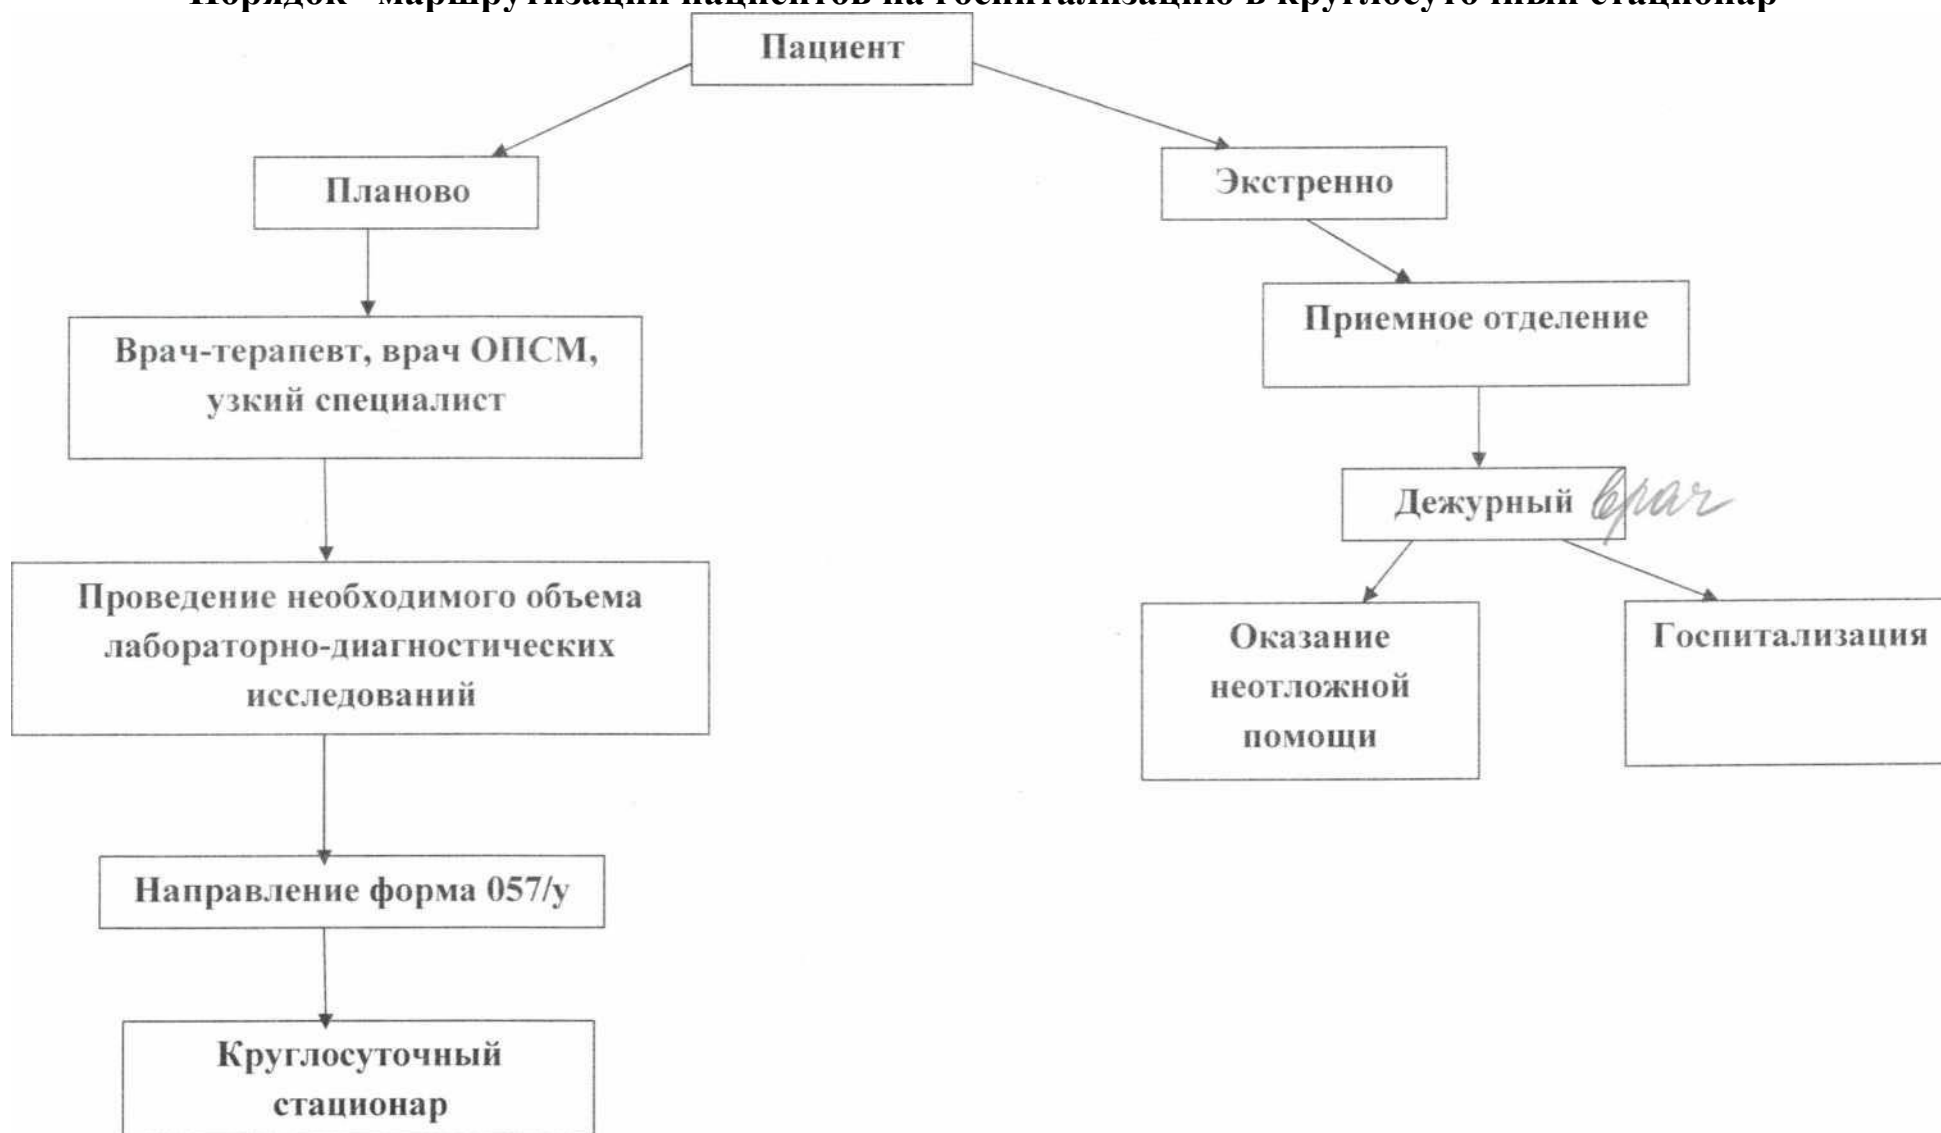 Порядок маршрутизации пациентов на госпитализацию в круглосуточный стационар
Пациент
Планово
Экстренно
Врач-терапевт, врач ОПСМ,
узкий специалист
Приемное отделение
Дежурный врач
Проведение необходимого объема
лабораторно-диагностических
исследований
Оказание
неотложной
помощи
Госпитализация
Направление форма 057/у
Круглосуточный
стационар